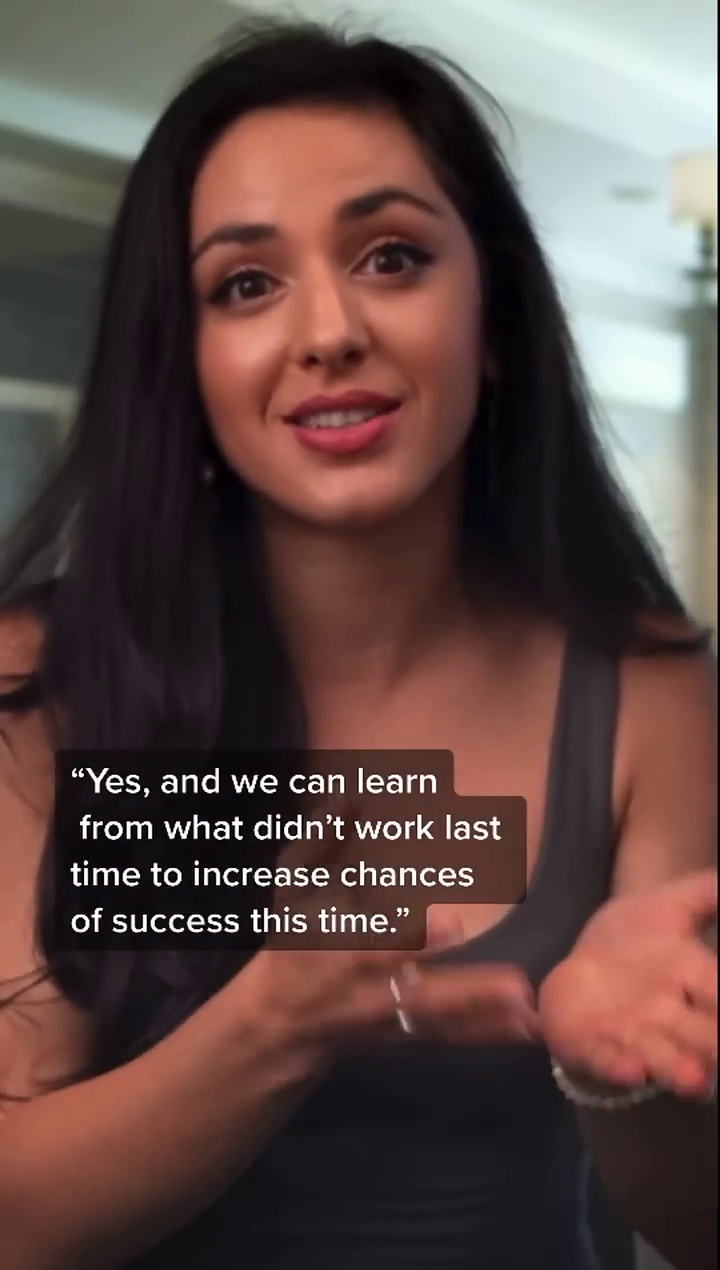 “Yes, and we can learn
from what didn’t work last
time to increase chances
of success this time.”